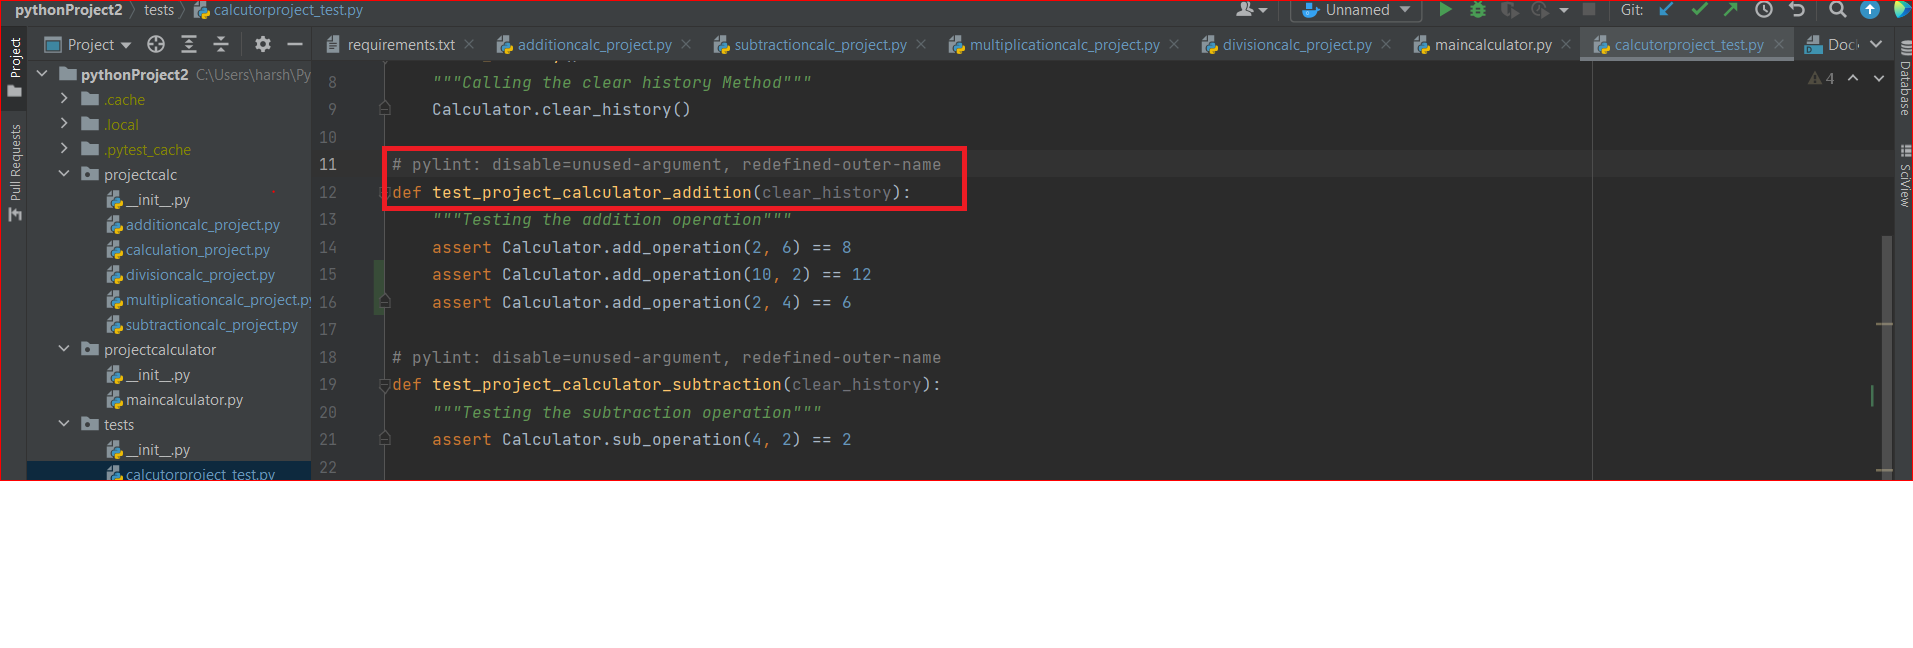 pythonProject2 tests calcutorproject_test.py Unnamed Git:
Project requirements.txt additioncalc_project.py subtractioncalc_project.py multiplicationcalc_project.py divisioncalc_project.py maincalculator.py calcutorproject_test.py
Project
Pull Requests
pythonProject2 C:\Users\harsh\Py
.cache
.local
.pytest_cache
projectcalc
__init__.py
additioncalc_project.py
calculation_project.py
divisioncalc_project.py
multiplicationcalc_project.py
subtractioncalc_project.py
projectcalculator
__init__.py
maincalculator.py
tests
__init__.py
calcutorproject_test.py
8 """Calling the clear history Method"""
9 Calculator.clear_history()
10
11 # pylint: disable=unused-argument, redefined-outer-name
12 def test_project_calculator_addition(clear_history):
13 """Testing the addition operation"""
14 assert Calculator.add_operation(2, 6) == 8
15 assert Calculator.add_operation(10, 2) == 12
16 assert Calculator.add_operation(2, 4) == 6
17
18 # pylint: disable=unused-argument, redefined-outer-name
19 def test_project_calculator_subtraction(clear_history):
20 """Testing the subtraction operation"""
21 assert Calculator.sub_operation(4, 2) == 2
22
4
Database
SciView